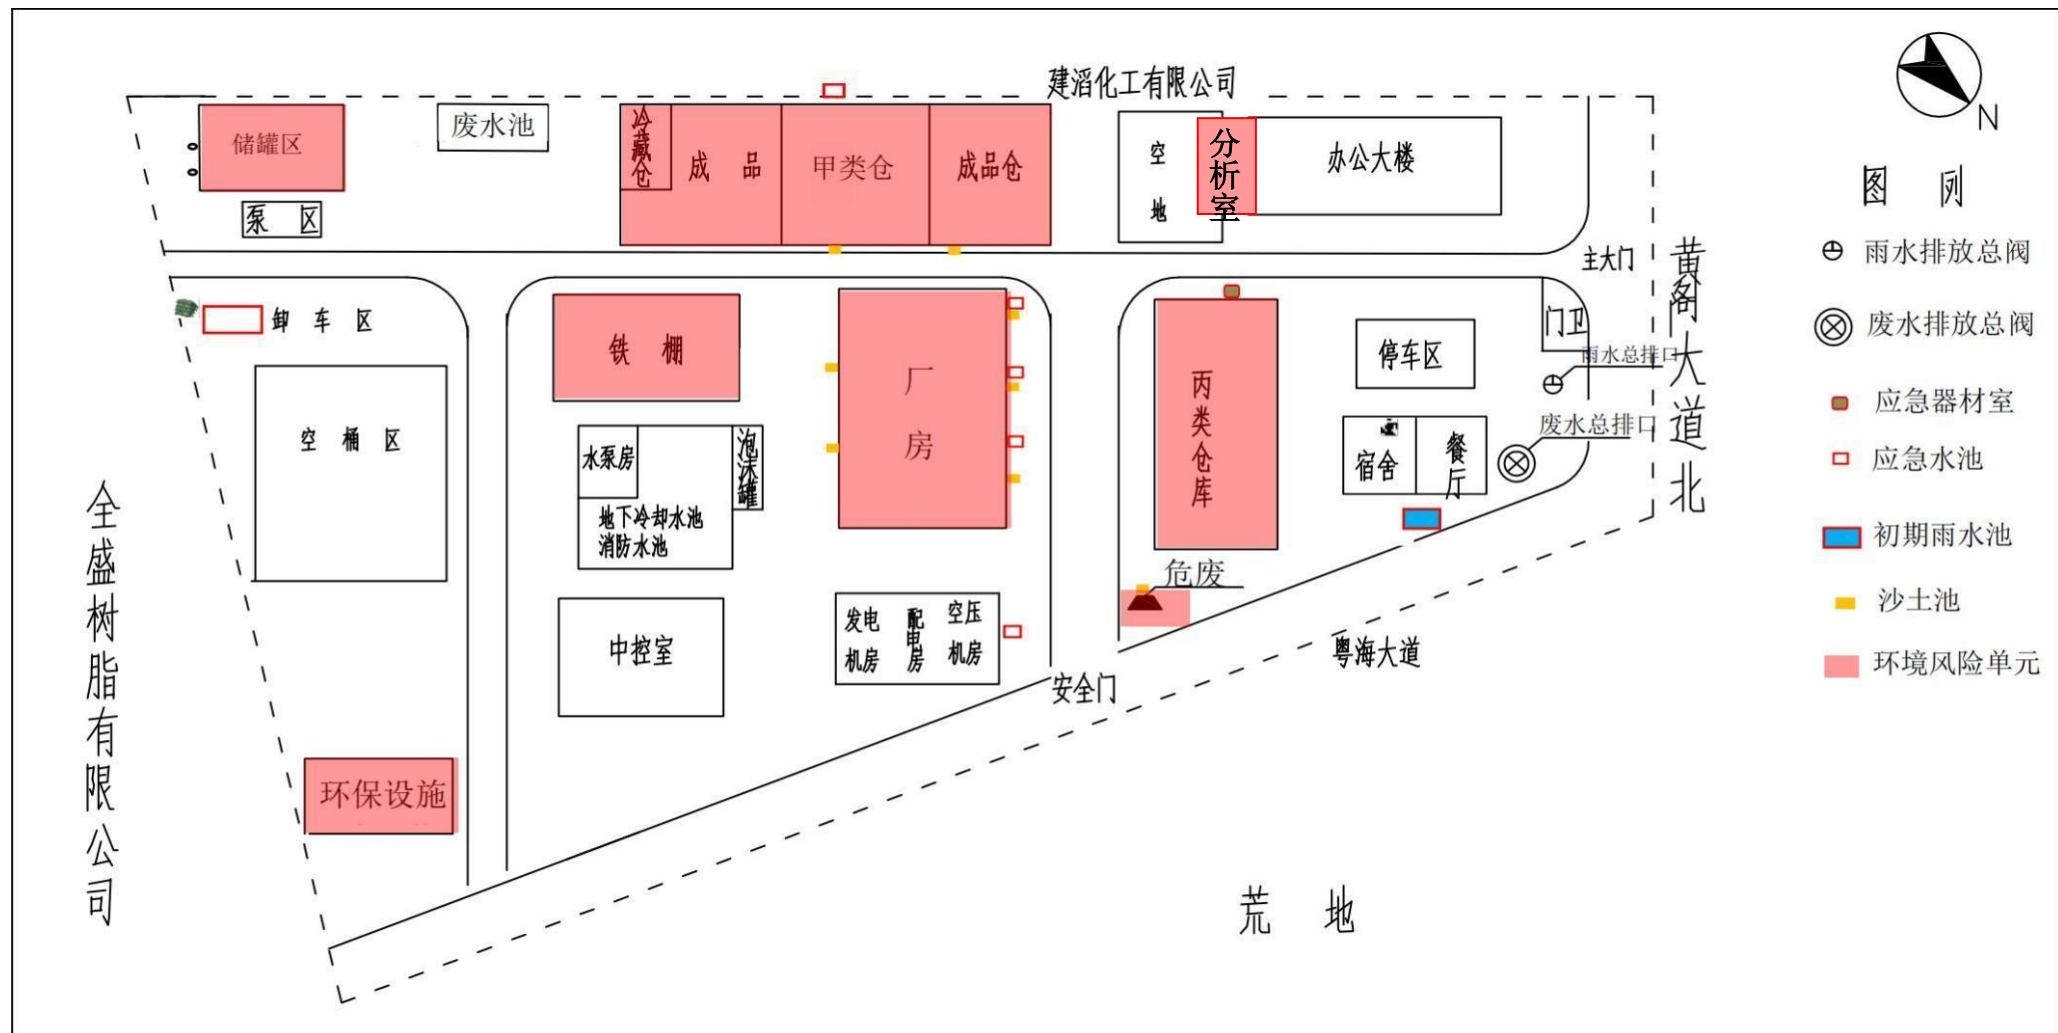 建滔化工有限公司
N
储罐区
废水池
冷藏仓
成 品
甲类仓
成品仓
空地
分析室
办公大楼
图 例
泵 区
主大门
黄阁大道北
雨水排放总阀
卸 车 区
铁 棚
厂房
丙类仓库
停车区
门卫
雨水总排口
废水排放总阀
空 桶 区
水泵房
泡沫罐
宿舍
餐厅
废水总排口
应急器材室
应急水池
地下冷却水池
消防水池
初期雨水池
危废
沙土池
中控室
发电机房
配电房
空压机房
粤海大道
环境风险单元
安全门
全盛树脂有限公司
环保设施
荒 地